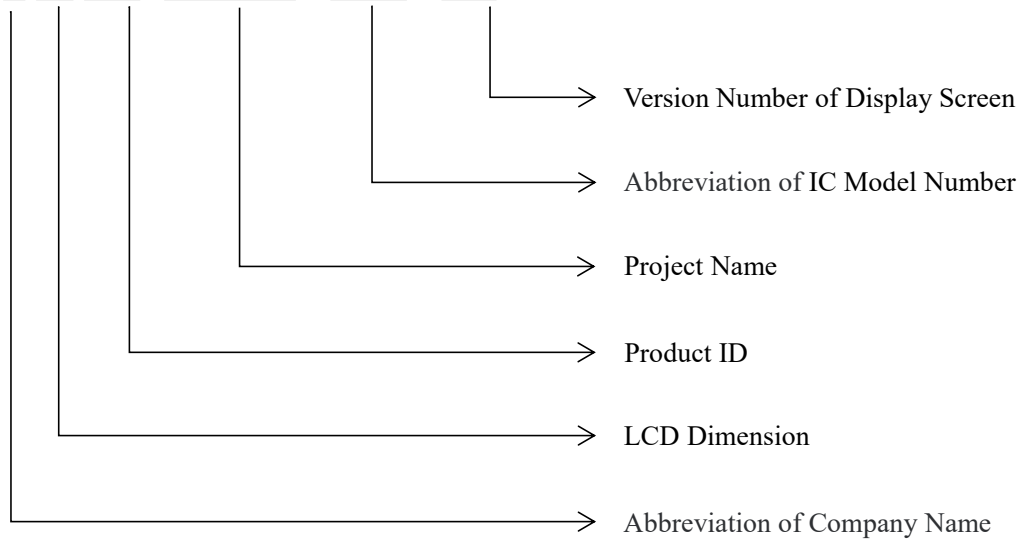 Version Number of Display Screen
Abbreviation of IC Model Number
Project Name
Product ID
LCD Dimension
Abbreviation of Company Name